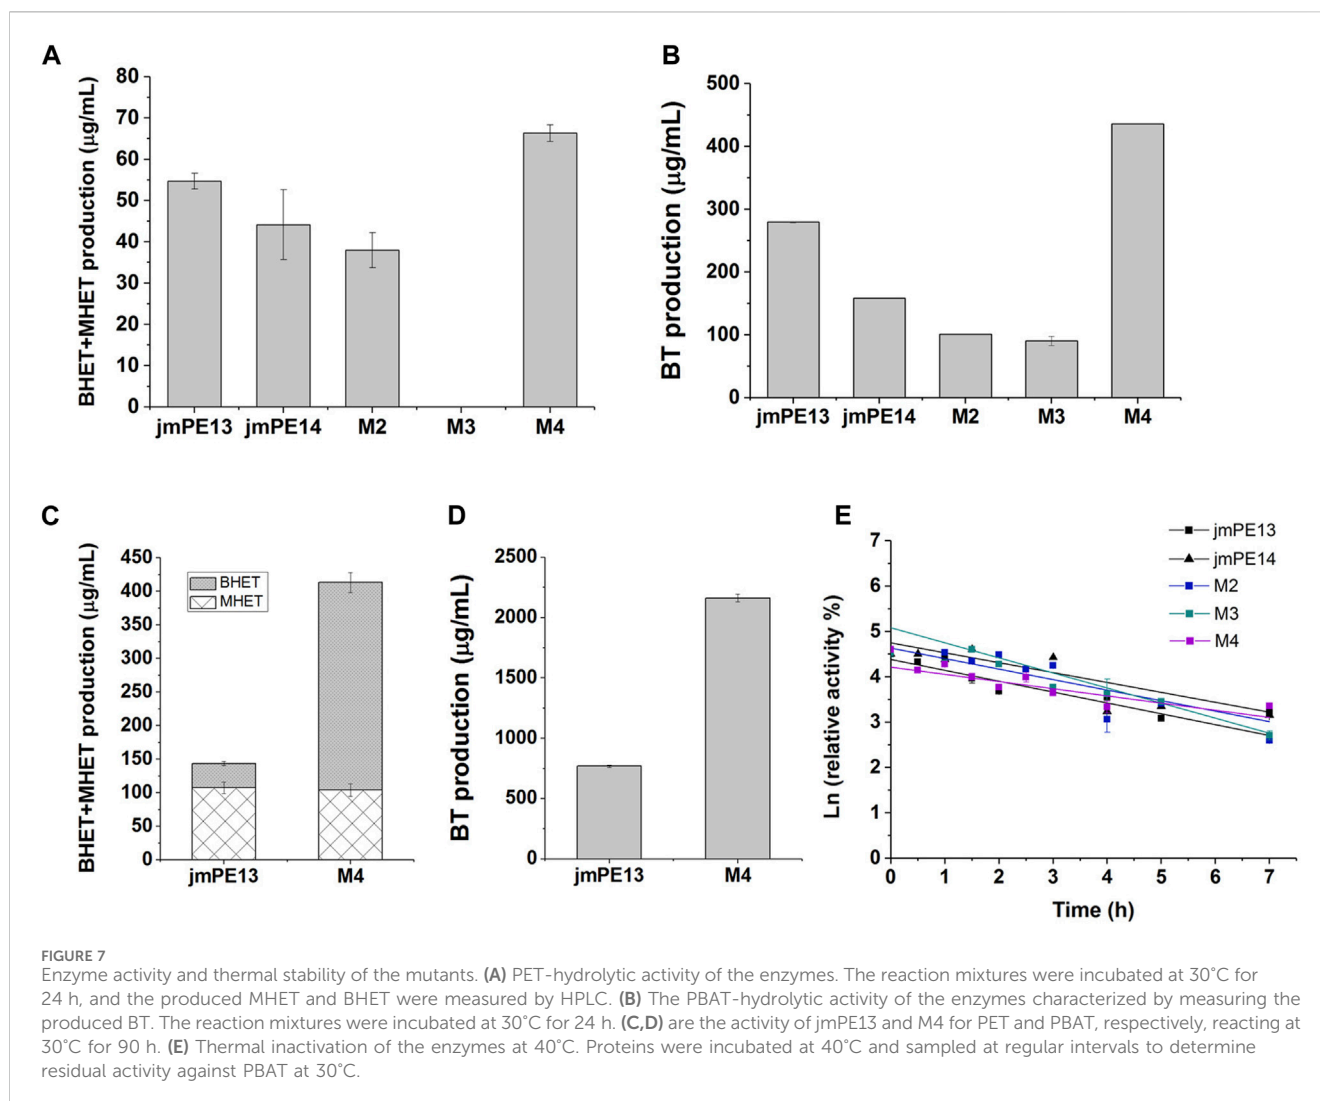 A
BHET+MHET production (μg/mL)
80
70
60
50
40
30
20
10
0
jmPE13 jmPE14 M2 M3 M4
B
BT production (μg/mL)
500
400
300
200
100
0
jmPE13 jmPE14 M2 M3 M4
C
BHET+MHET production (μg/mL)
450
400
350
300
250
200
150
100
50
0
BHET
MHET
jmPE13 M4
D
BT production (μg/mL)
2500
2000
1500
1000
500
0
jmPE13 M4
E
Ln (relative activity %)
7
6
5
4
3
2
1
0
jmPE13
jmPE14
M2
M3
M4
0 1 2 3 4 5 6 7
Time (h)
FIGURE 7
Enzyme activity and thermal stability of the mutants. (A) PET-hydrolytic activity of the enzymes. The reaction mixtures were incubated at 30°C for
24 h, and the produced MHET and BHET were measured by HPLC. (B) The PBAT-hydrolytic activity of the enzymes characterized by measuring the
produced BT. The reaction mixtures were incubated at 30°C for 24 h. (C,D) are the activity of jmPE13 and M4 for PET and PBAT, respectively, reacting at
30°C for 90 h. (E) Thermal inactivation of the enzymes at 40°C. Proteins were incubated at 40°C and sampled at regular intervals to determine
residual activity against PBAT at 30°C.